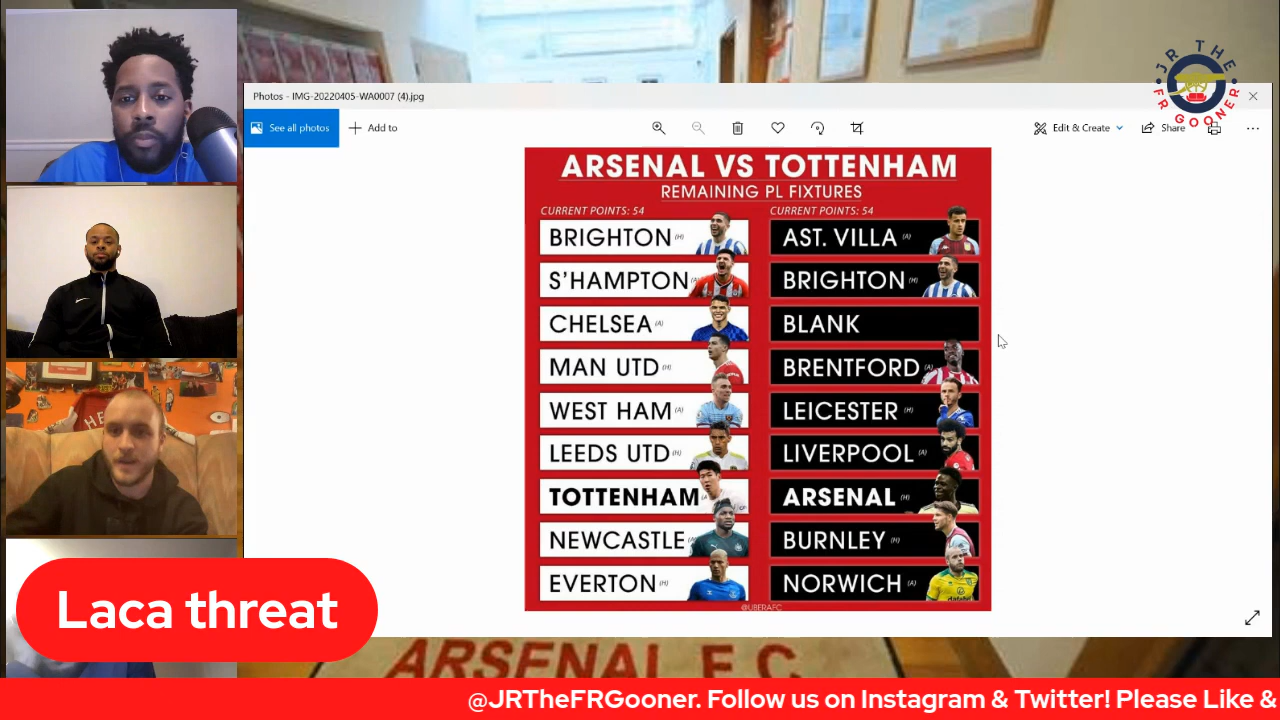 JR THE
FR GOONER
Photos - IMG-20220405-WA0007 (4).jpg
See all photos
Add to
Edit & Create
Share
ARSENAL VS TOTTENHAM
REMAINING PL FIXTURES
CURRENT POINTS: 54
CURRENT POINTS: 54
BRIGHTON (H)
AST. VILLA (A)
S'HAMPTON
BRIGHTON (H)
CHELSEA (A)
BLANK
MAN UTD (H)
BRENTFORD (A)
WEST HAM (A)
LEICESTER (H)
LEEDS UTD (H)
LIVERPOOL (A)
TOTTENHAM (A)
ARSENAL (H)
NEWCASTLE
BURNLEY (H)
EVERTON (H)
NORWICH (A)
@UBERAFC
Laca threat
ARSENAL F.C.
@JRTheFRGooner. Follow us on Instagram & Twitter! Please Like &